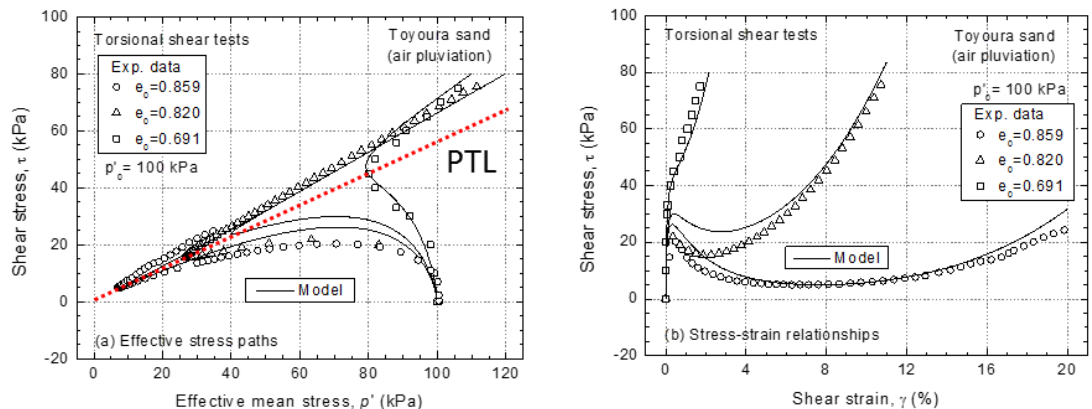 Torsional shear tests
Toyoura sand
(air pluviation)
Exp. data
e₀=0.859
e₀=0.820
e₀=0.691
p'₀= 100 kPa
PTL
Model
(a) Effective stress paths
Shear stress, τ (kPa)
100
80
60
40
20
0
-20
0 20 40 60 80 100 120
Effective mean stress, p' (kPa)
Torsional shear tests
Toyoura sand
(air pluviation)
p'₀= 100 kPa
Exp. data
e₀=0.859
e₀=0.820
e₀=0.691
Model
(b) Stress-strain relationships
Shear stress, τ (kPa)
100
80
60
40
20
0
-20
0 4 8 12 16 20
Shear strain, γ (%)